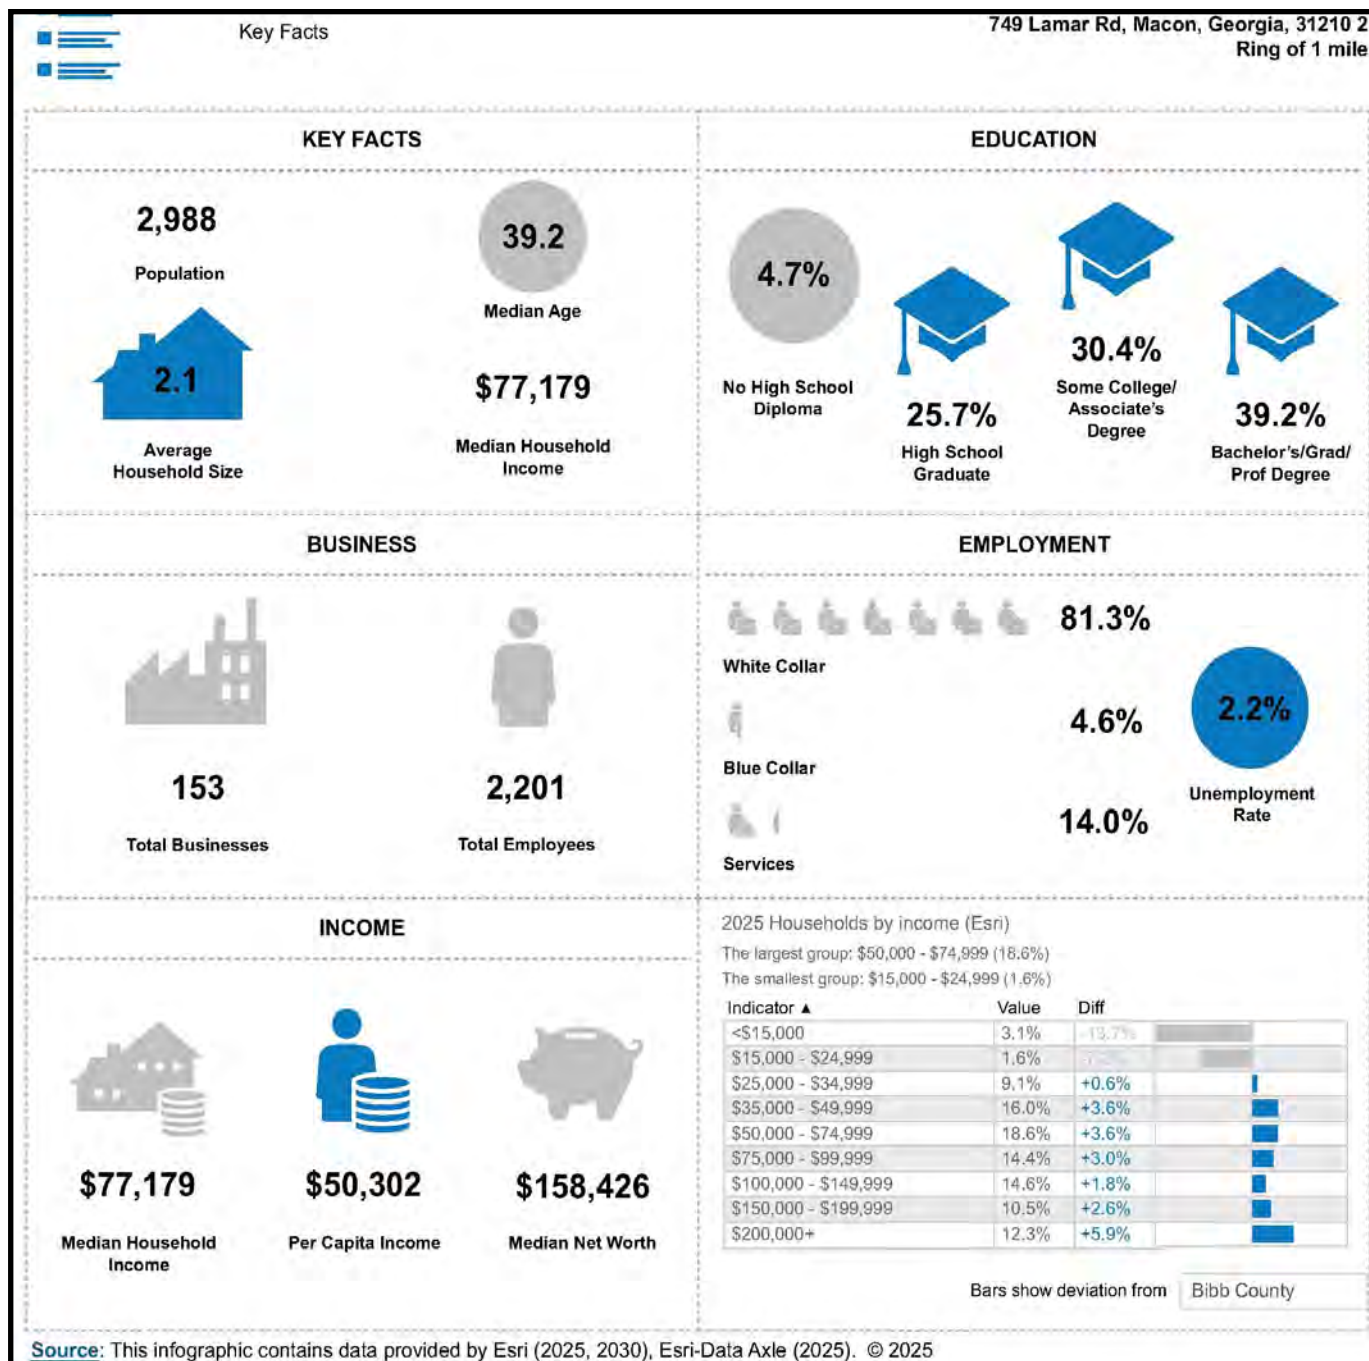 Key Facts
749 Lamar Rd, Macon, Georgia, 31210 2
Ring of 1 mile
KEY FACTS
2,988
Population
39.2
Median Age
2.1
Average
Household Size
$77,179
Median Household
Income
EDUCATION
4.7%
No High School
Diploma
25.7%
High School
Graduate
30.4%
Some College/
Associate's
Degree
39.2%
Bachelor's/Grad/
Prof Degree
BUSINESS
153
Total Businesses
2,201
Total Employees
EMPLOYMENT
81.3%
White Collar
4.6%
Blue Collar
14.0%
Services
2.2%
Unemployment
Rate
INCOME
$77,179
Median Household
Income
$50,302
Per Capita Income
$158,426
Median Net Worth
2025 Households by income (Esri)
The largest group: $50,000 - $74,999 (18.6%)
The smallest group: $15,000 - $24,999 (1.6%)
Indicator ▲ Value Diff
<$15,000 3.1% -13.7%
$15,000 - $24,999 1.6%
$25,000 - $34,999 9.1% +0.6%
$35,000 - $49,999 16.0% +3.6%
$50,000 - $74,999 18.6% +3.6%
$75,000 - $99,999 14.4% +3.0%
$100,000 - $149,999 14.6% +1.8%
$150,000 - $199,999 10.5% +2.6%
$200,000+ 12.3% +5.9%
Bars show deviation from Bibb County
Source: This infographic contains data provided by Esri (2025, 2030), Esri-Data Axle (2025). © 2025